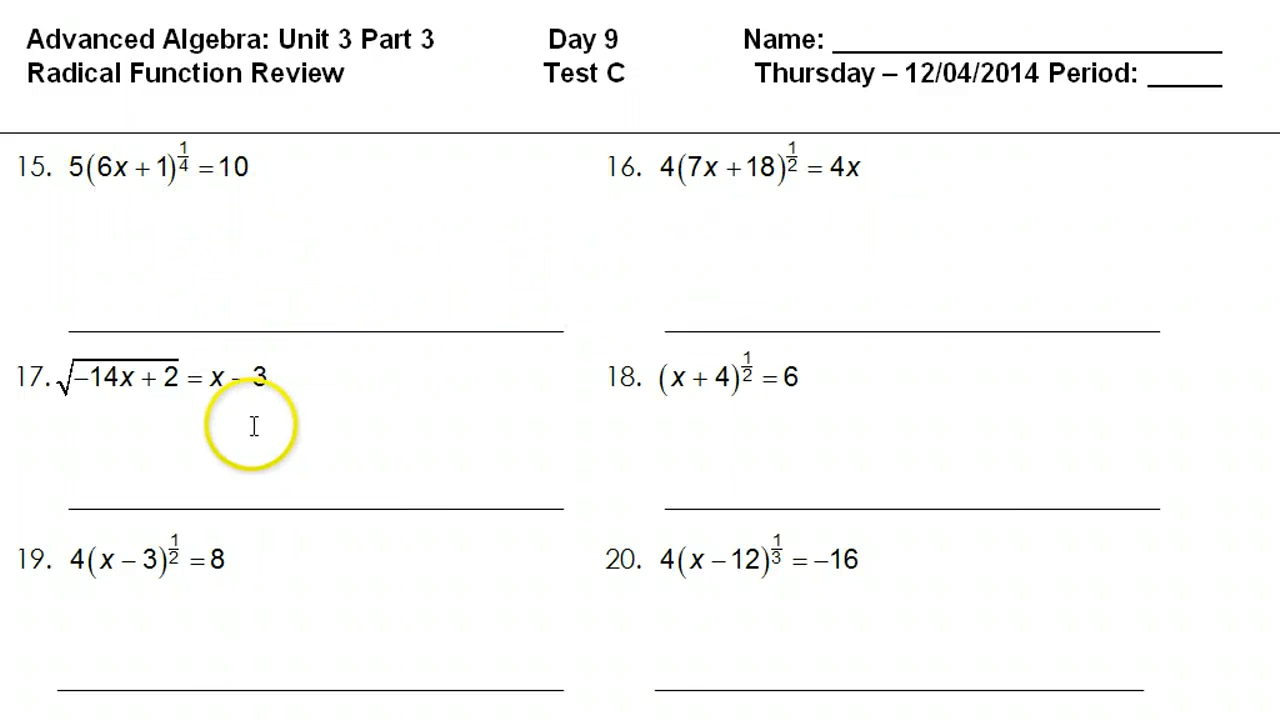 Advanced Algebra: Unit 3 Part 3 Day 9 Name: ____
Radical Function Review Test C Thursday – 12/04/2014 Period: ____
15. 5(6x + 1)^(1/4) = 10 16. 4(7x + 18)^(1/2) = 4x
17. √(−14x + 2) = x − 3 18. (x + 4)^(1/2) = 6
19. 4(x − 3)^(1/2) = 8 20. 4(x − 12)^(1/3) = −16